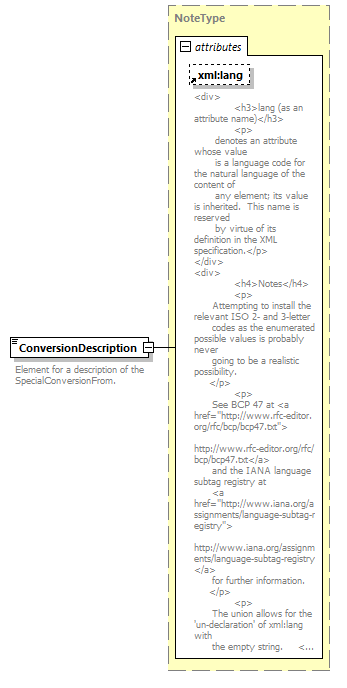 NoteType
attributes
xml:lang
<div>
<h3>lang (as an
attribute name)</h3>
<p>
denotes an attribute
whose value
is a language code for
the natural language of the
content of
any element; its value
is inherited.  This name is
reserved
by virtue of its
definition in the XML
specification.</p>
</div>
<div>
<h4>Notes</h4>
<p>
Attempting to install the
relevant ISO 2- and 3-letter
codes as the enumerated
possible values is probably
never
going to be a realistic
possibility.
</p>
<p>
See BCP 47 at <a
href="http://www.rfc-editor.
org/rfc/bcp/bcp47.txt">
http://www.rfc-editor.org/rfc/
bcp/bcp47.txt</a>
and the IANA language
subtag registry at
<a
href="http://www.iana.org/a
ssignments/language-subtag-r
egistry">
http://www.iana.org/assignm
ents/language-subtag-registry
</a>
for further information.
</p>
<p>
The union allows for the
'un-declaration' of xml:lang
with
the empty string.    <...
ConversionDescription
Element for a description of the
SpecialConversionFrom.